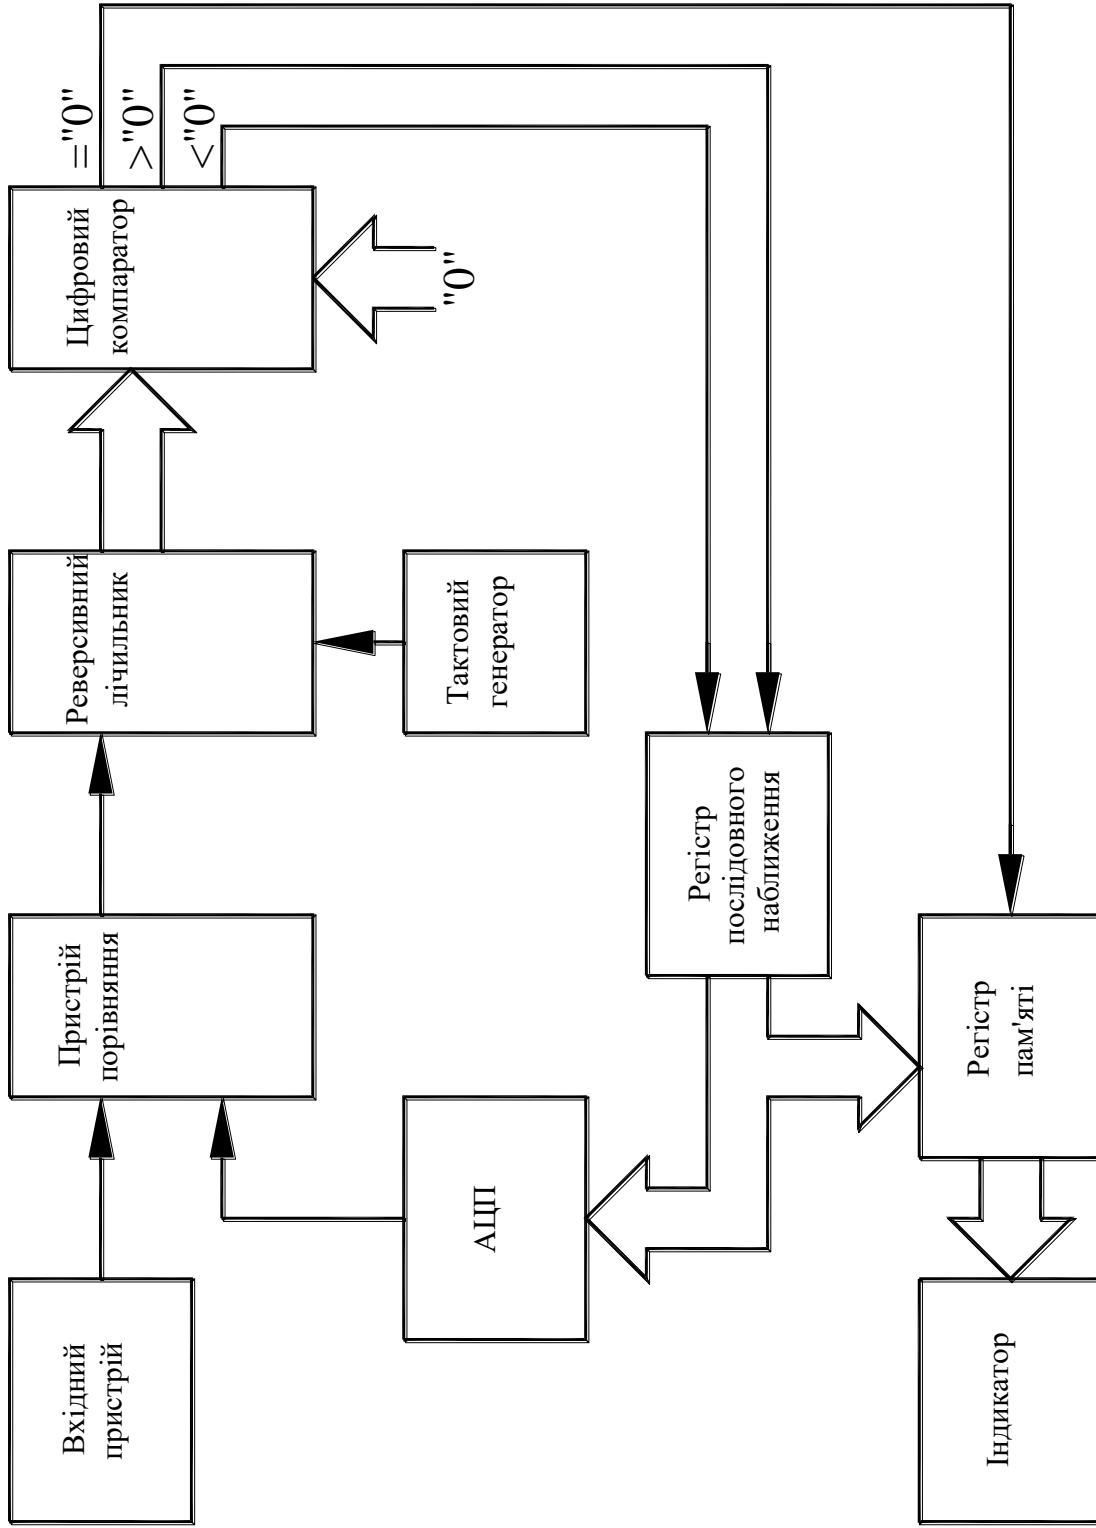 Вхідний
пристрій
Пристрій
порівняння
Реверсивний
лічильник
Цифровий
компаратор
="0"
>"0"
<"0"
"0"
АЦП
Тактовий
генератор
Регістр
послідовного
наближення
Індикатор
Регістр
пам'яті